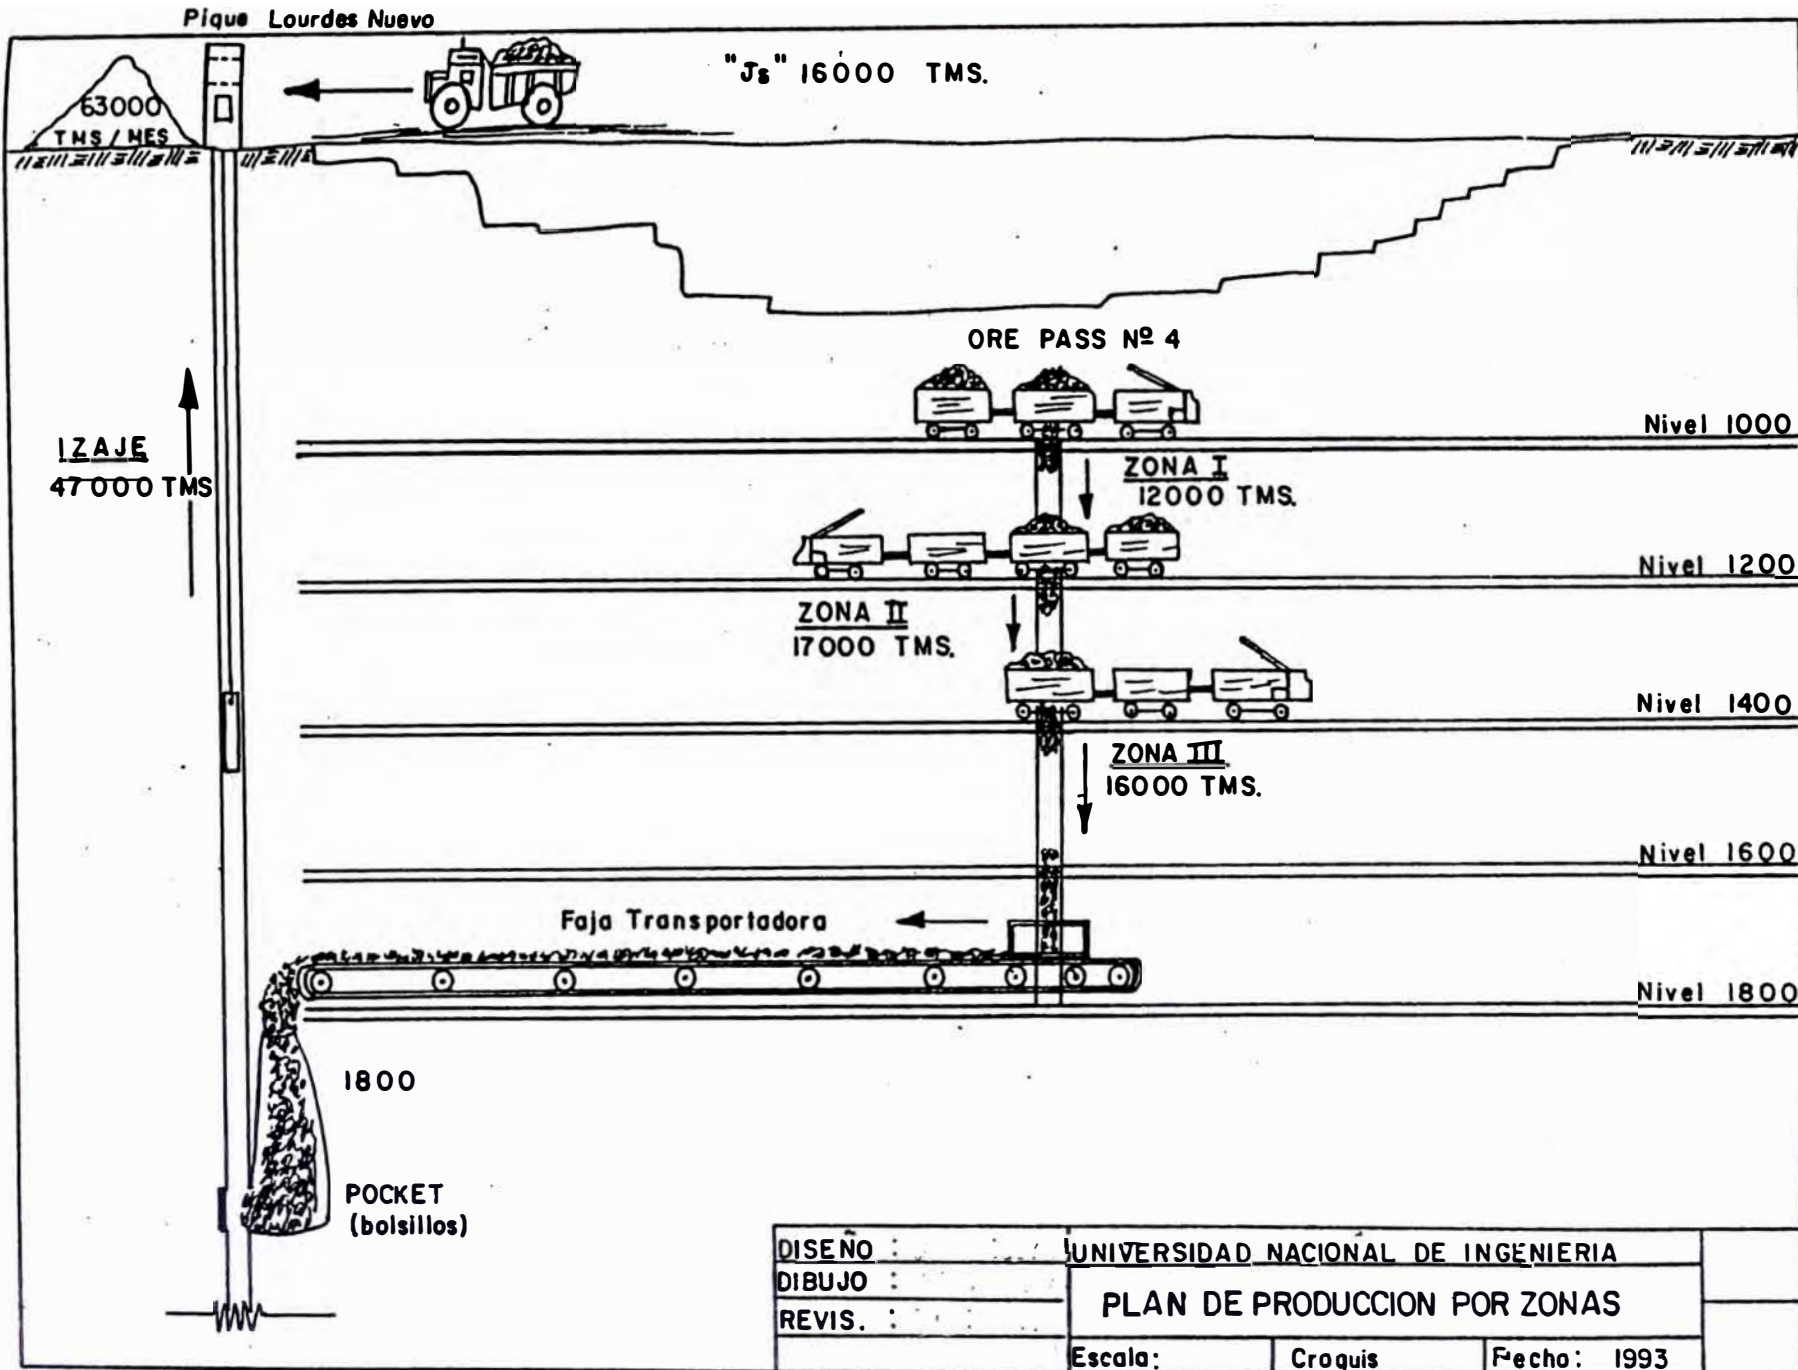 Pique Lourdes Nuevo
"Js" 16000 TMS.
63000
TMS / MES
ORE PASS Nº 4
Nivel 1000
IZAJE
47000 TMS
ZONA I
12000 TMS.
Nivel 1200
ZONA II
17000 TMS.
Nivel 1400
ZONA III
16000 TMS.
Nivel 1600
Faja Transportadora
Nivel 1800
1800
POCKET
(bolsillos)
DISENO :
DIBUJO :
REVIS. :
UNIVERSIDAD NACIONAL DE INGENIERIA
PLAN DE PRODUCCION POR ZONAS
Escala:
Croquis
Fecho: 1993